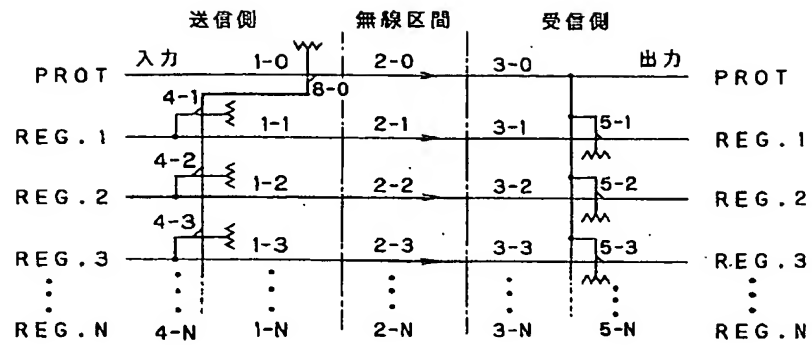 送信側 無線区間 受信側
入力 1-0 2-0 3-0 出力
PROT 8-0 PROT
4-1 5-1
REG.1 1-1 2-1 3-1 REG.1
4-2 5-2
REG.2 1-2 2-2 3-2 REG.2
4-3 5-3
REG.3 1-3 2-3 3-3 REG.3
REG.N 4-N 1-N 2-N 3-N 5-N REG.N